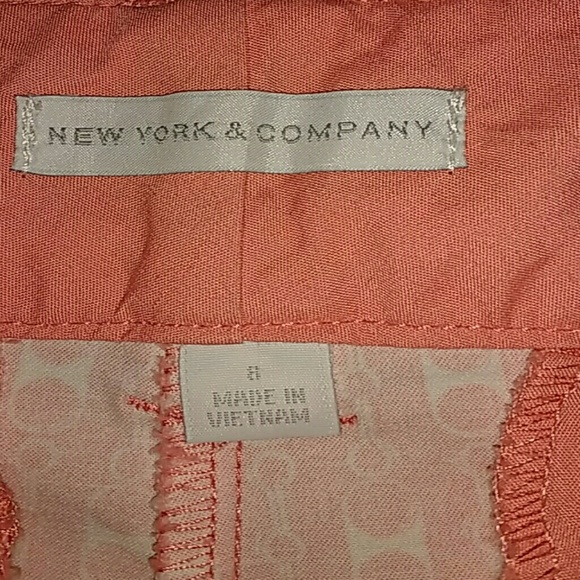 NEW YORK & COMPANY
8
MADE IN
VIETNAM